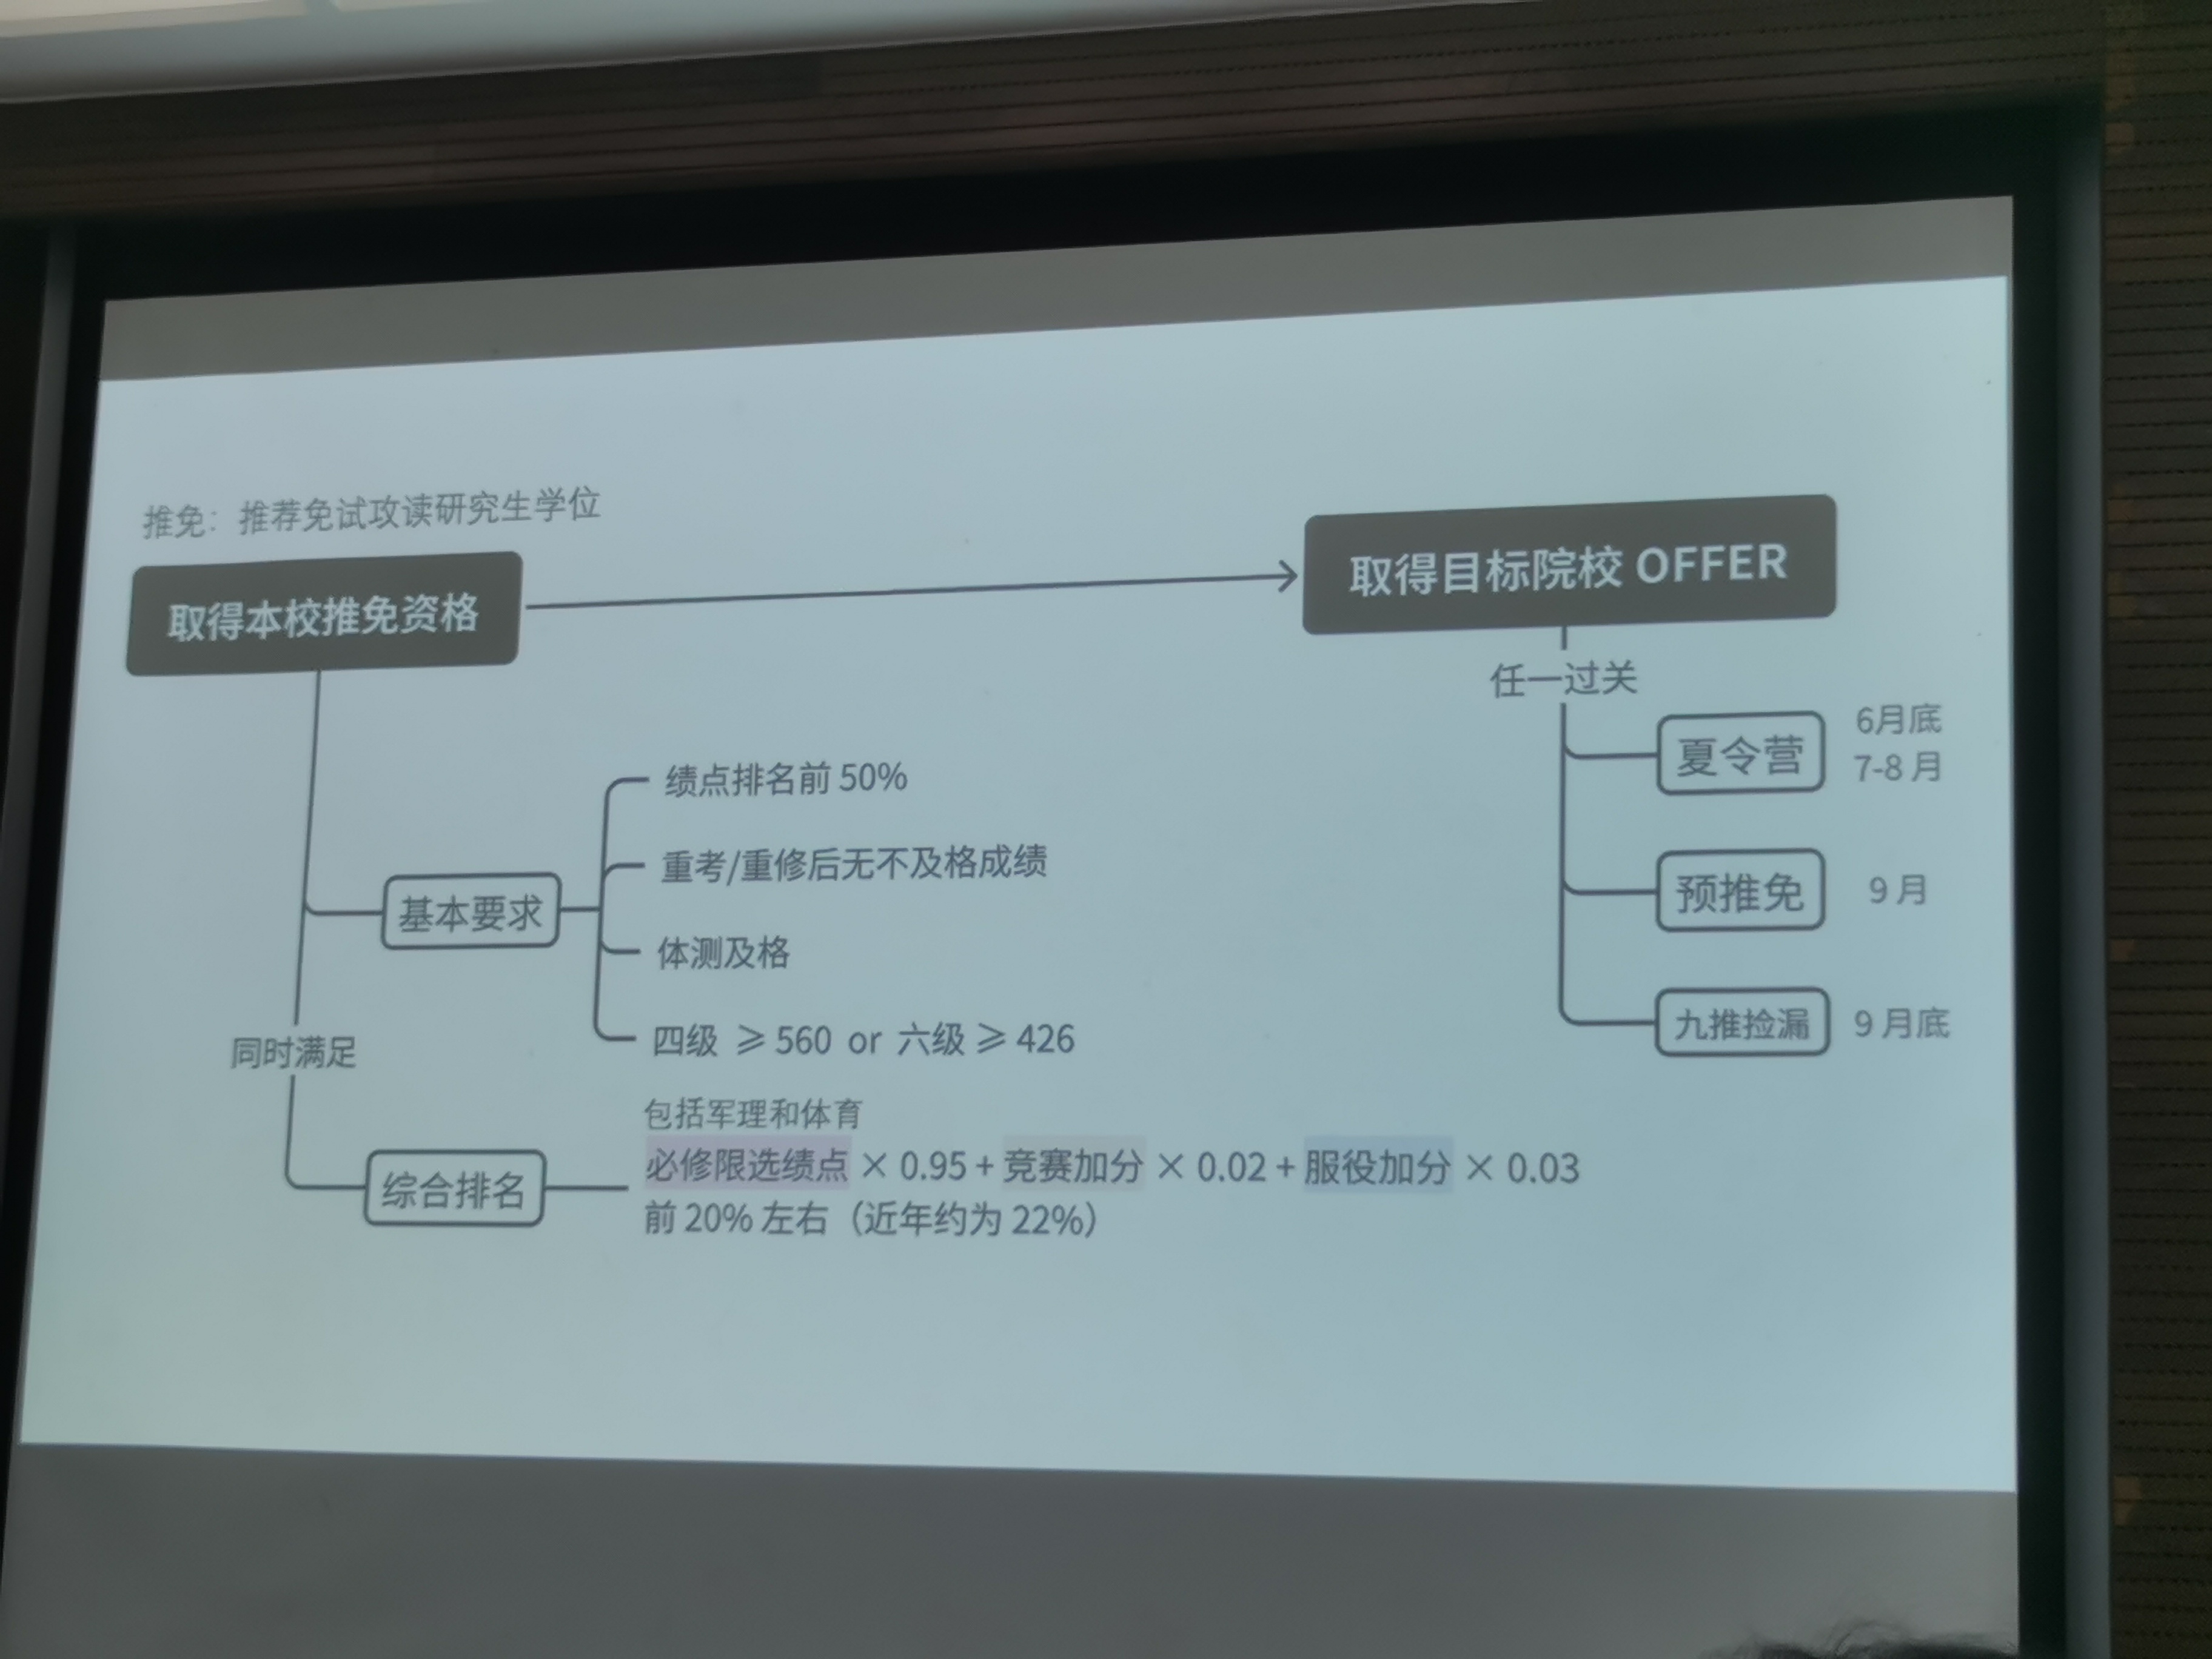 推免：推荐免试攻读研究生学位
取得本校推免资格
取得目标院校 OFFER
任一过关
夏令营
6月底
7-8 月
预推免
9 月
九推捡漏
9 月底
同时满足
基本要求
绩点排名前 50%
重考/重修后无不及格成绩
体测及格
四级 ⩾ 560 or 六级 ⩾ 426
综合排名
包括军理和体育
必修限选绩点 × 0.95 + 竞赛加分 × 0.02 + 服役加分 × 0.03
前 20% 左右（近年约为 22%）